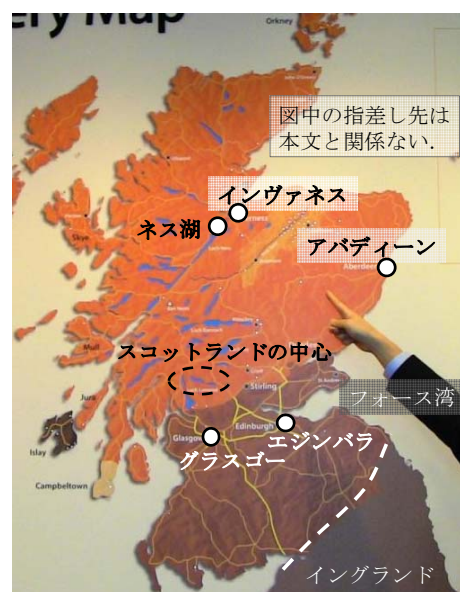 ery Map
Orkney
図中の指差し先は
本文と関係ない.
インヴァネス
ネス湖
アバディーン
Aberdee
Skye
Mull
スコットランドの中心
Stirling
Jura
フォース湾
Edinburgh
Glasgow
エジンバラ
グラスゴー
Islay
Campbeltown
イングランド